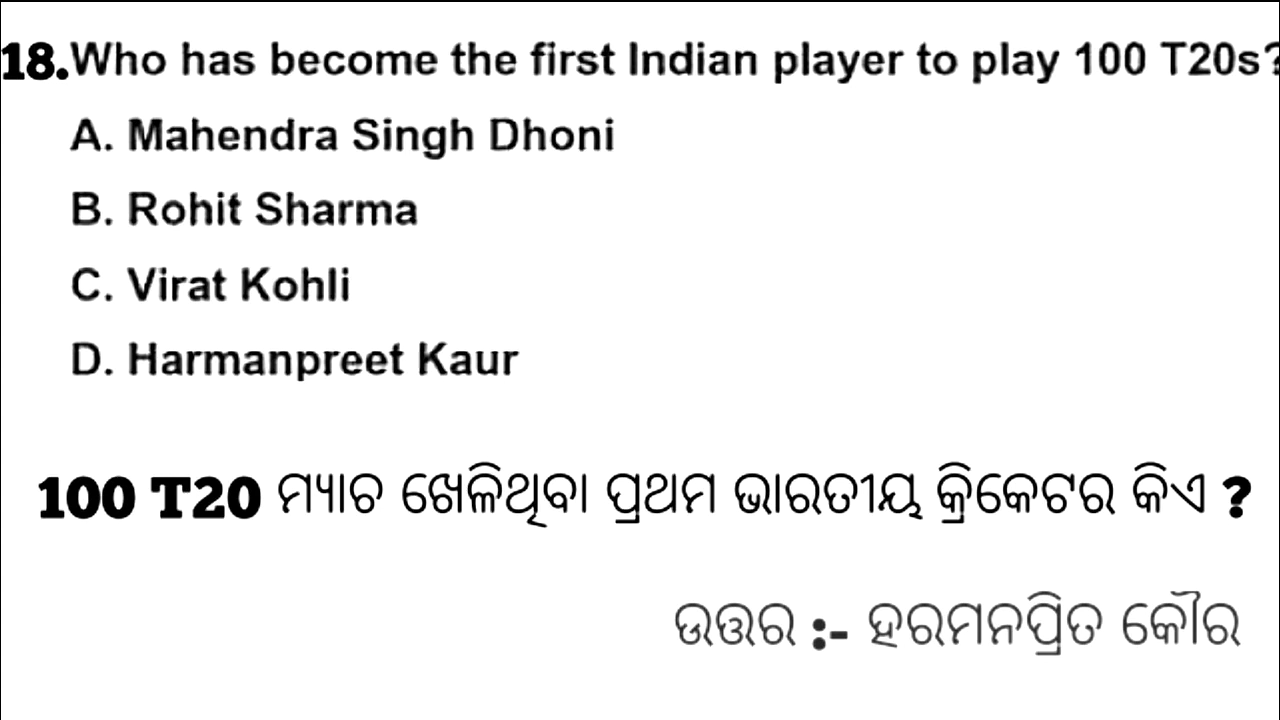 18.Who has become the first Indian player to play 100 T20s?
A. Mahendra Singh Dhoni
B. Rohit Sharma
C. Virat Kohli
D. Harmanpreet Kaur
100 T20 ମ୍ୟାଚ ଖେଳିଥିବା ପ୍ରଥମ ଭାରତୀୟ କ୍ରିକେଟର କିଏ ?
ଉତ୍ତର :- ହରମନପ୍ରିତ କୌର